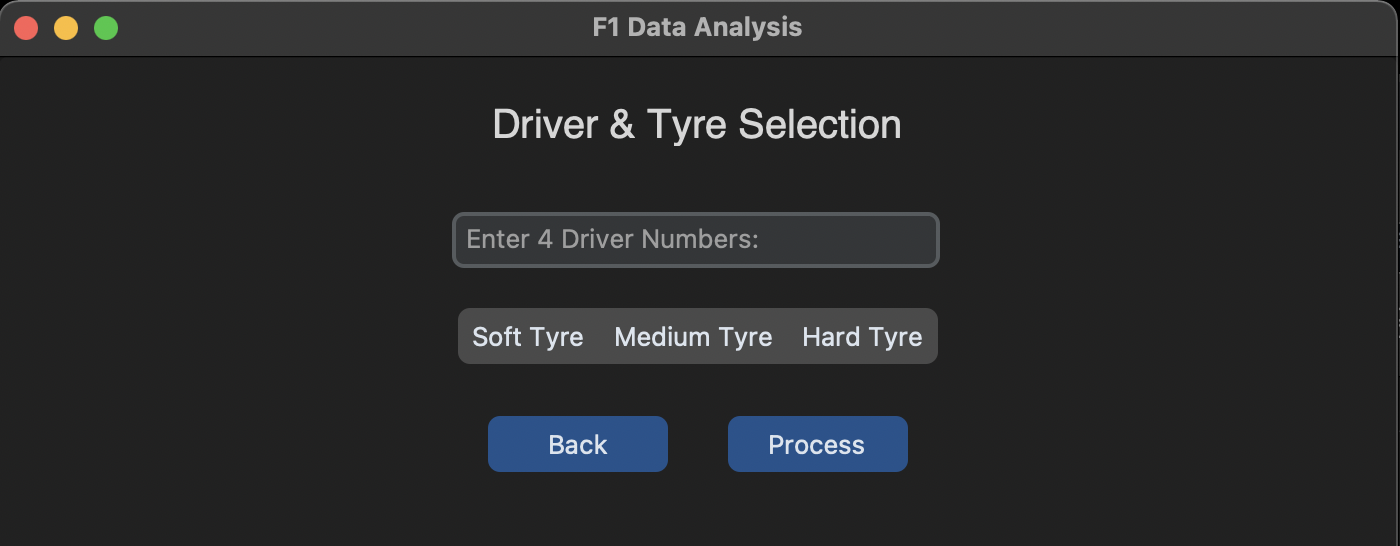 F1 Data Analysis
Driver & Tyre Selection
Enter 4 Driver Numbers:
Soft Tyre Medium Tyre Hard Tyre
Back Process